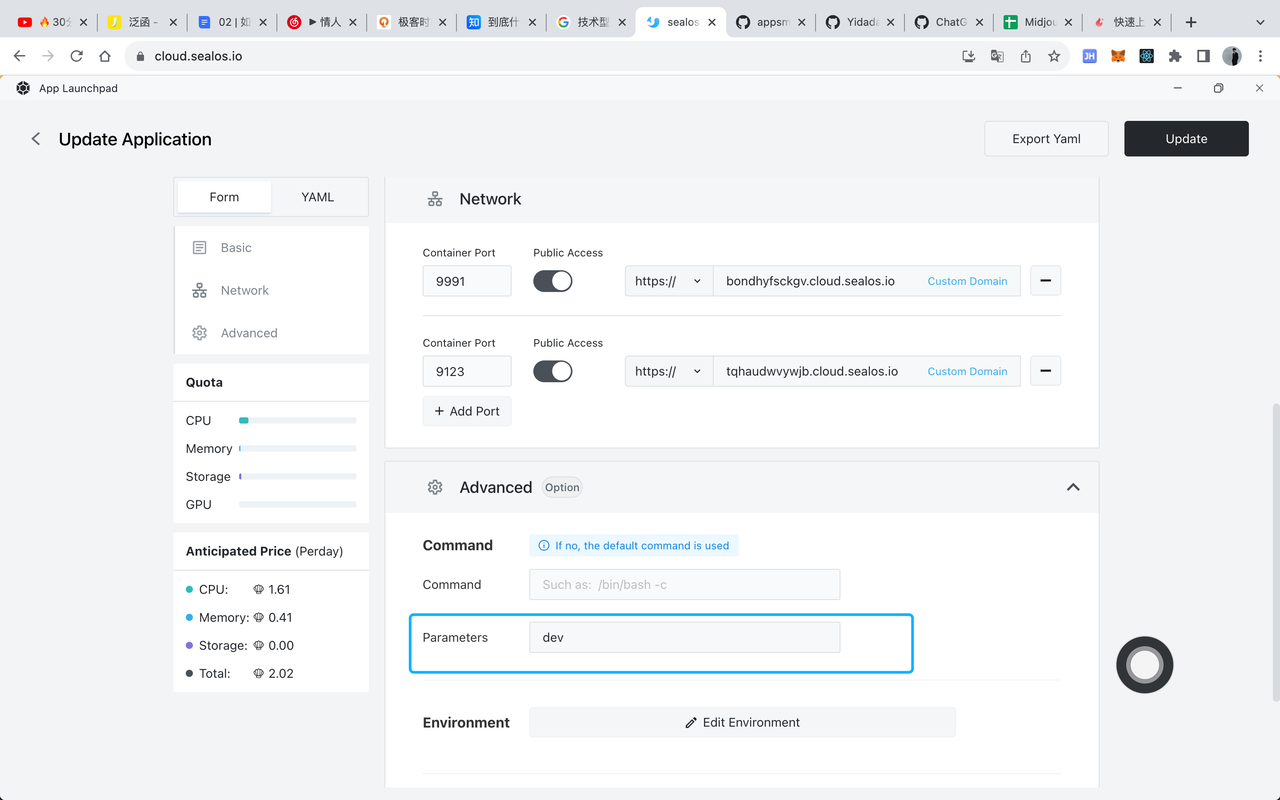 🔥30分
泛函 -
02 | 如
▶ 情人
极客时
到底什
技术型
sealos
appsm
Yidada
ChatG
Midjou
快速上
cloud.sealos.io
App Launchpad
Update Application
Export Yaml
Update
Form
YAML
Basic
Network
Advanced
Quota
CPU
Memory
Storage
GPU
Anticipated Price (Perday)
CPU: 1.61
Memory: 0.41
Storage: 0.00
Total: 2.02
Network
Container Port
Public Access
9991
https://
bondhyfsckgv.cloud.sealos.io
Custom Domain
Container Port
Public Access
9123
https://
tqhaudwvywjb.cloud.sealos.io
Custom Domain
+ Add Port
Advanced
Option
Command
If no, the default command is used
Command
Such as: /bin/bash -c
Parameters
dev
Environment
Edit Environment